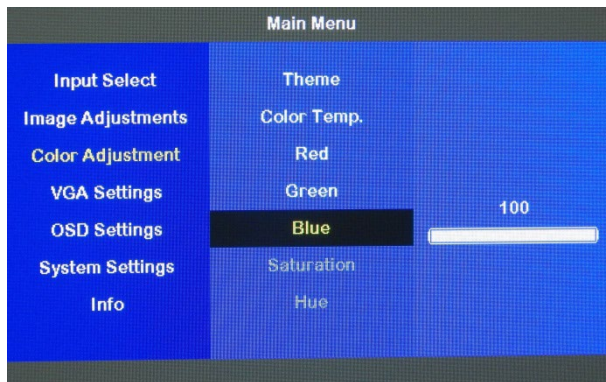 Main Menu
Input Select
Image Adjustments
Color Adjustment
VGA Settings
OSD Settings
System Settings
Info
Theme
Color Temp.
Red
Green
Blue
Saturation
Hue
100